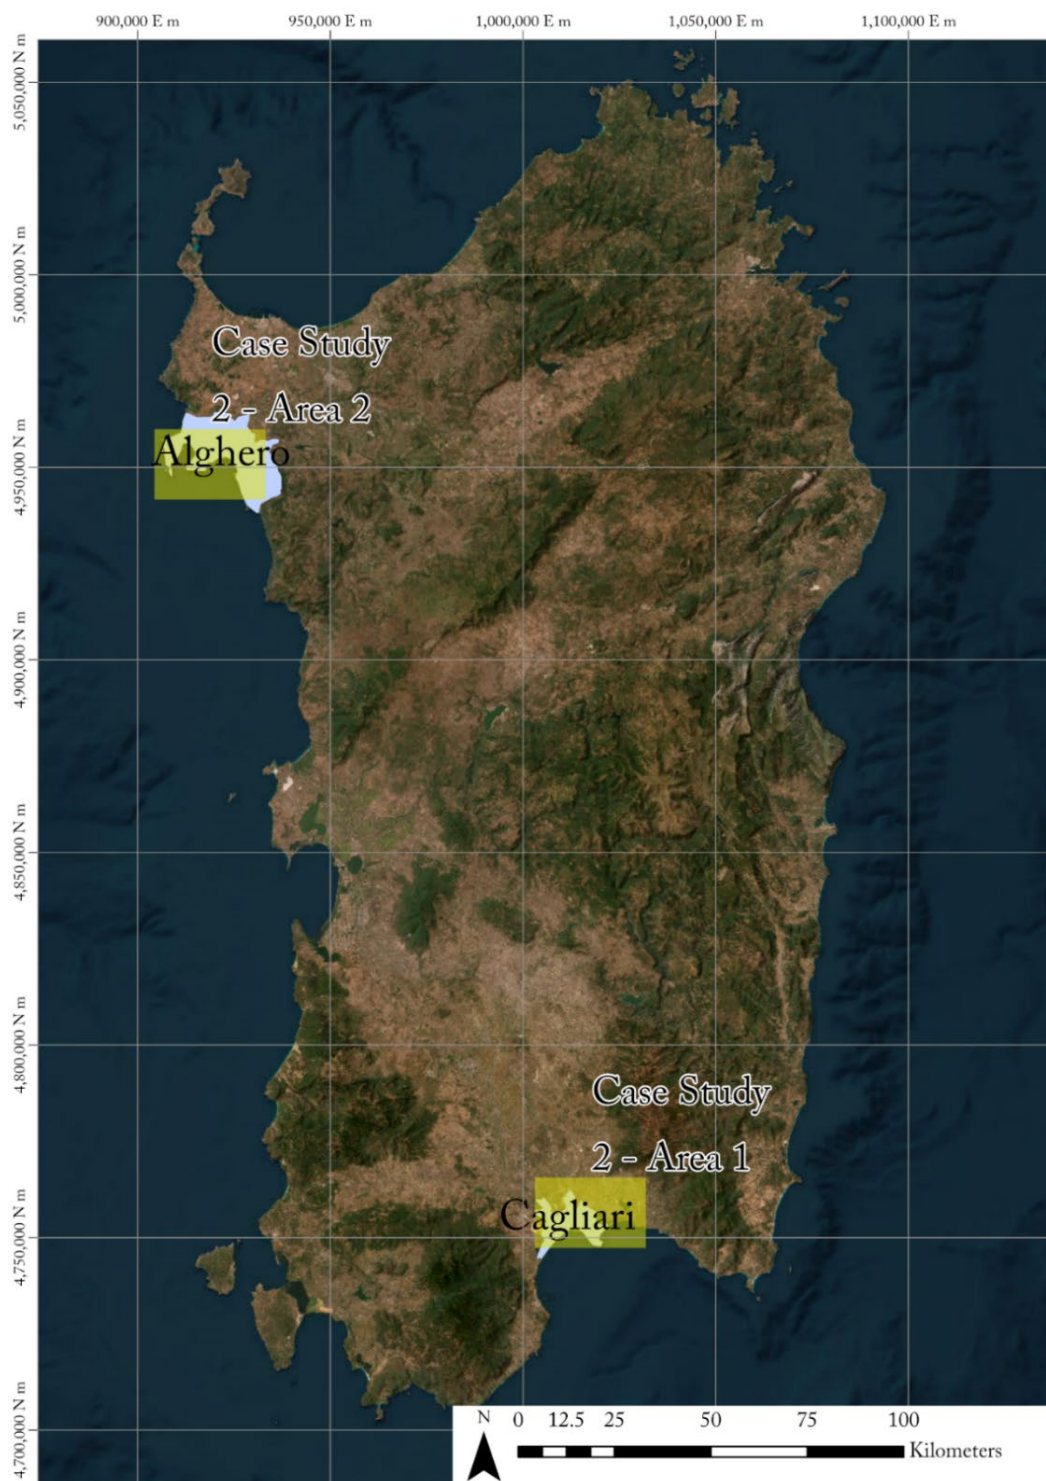 900,000 E m 950,000 E m 1,000,000 E m 1,050,000 E m 1,100,000 E m
5,050,000 N m
5,000,000 N m
Case Study
2 - Area 2
Alghero
4,950,000 N m
4,900,000 N m
4,850,000 N m
4,800,000 N m
Case Study
2 - Area 1
Cagliari
4,750,000 N m
4,700,000 N m
N 0 12.5 25 50 75 100
Kilometers